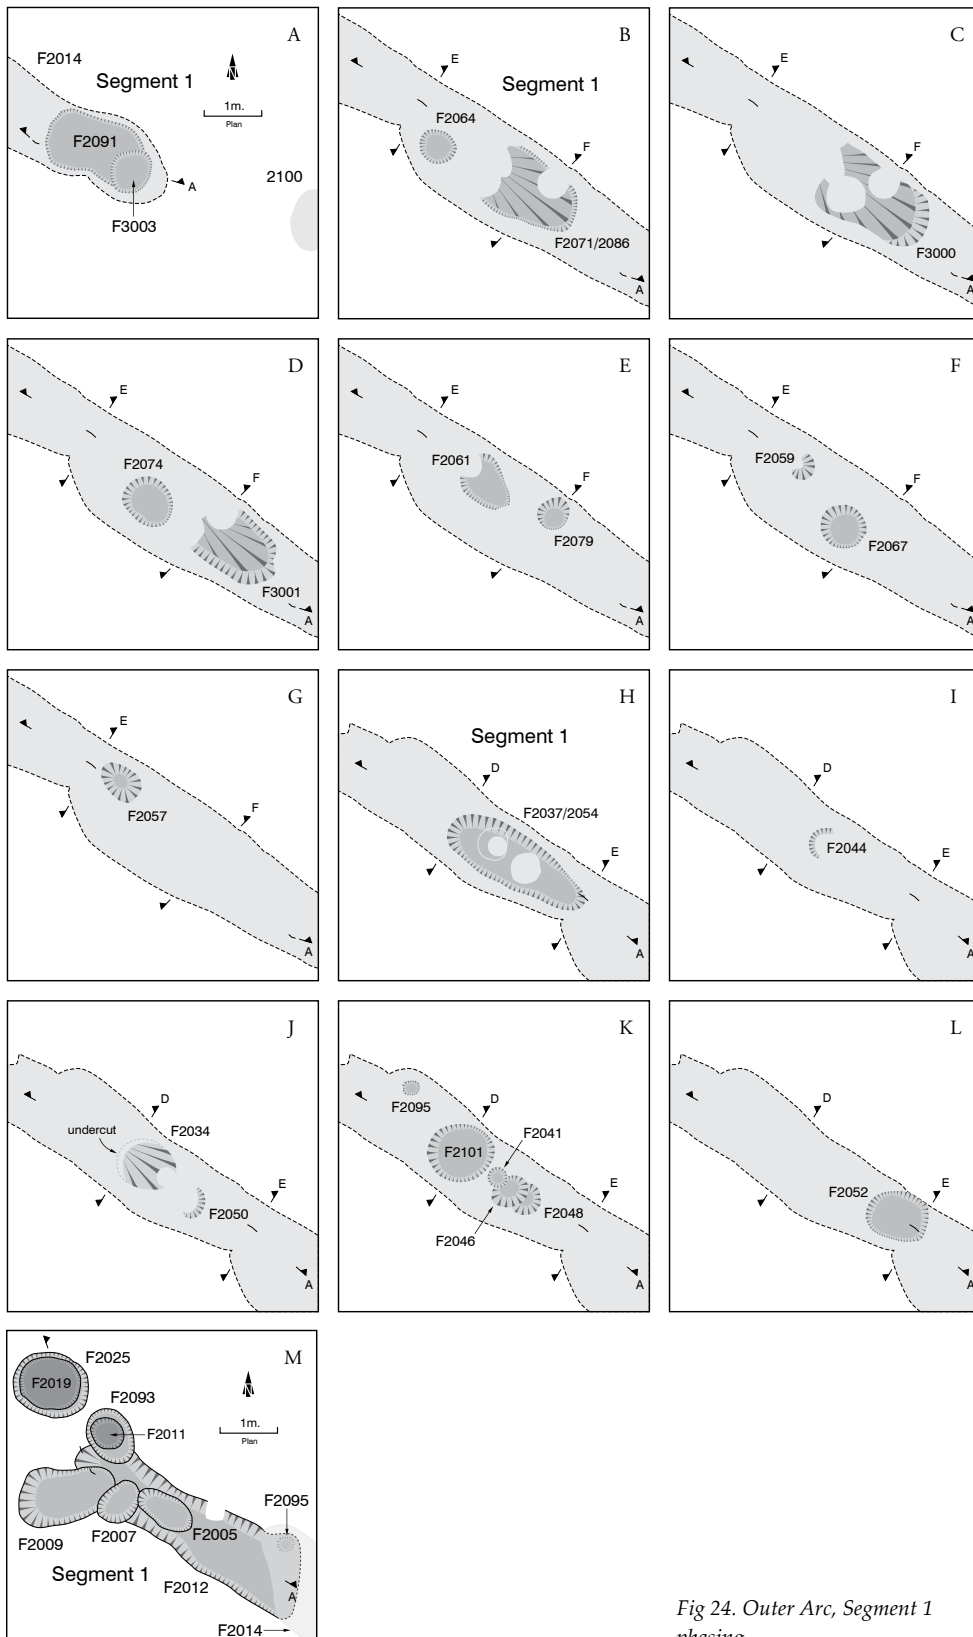 A
F2014
Segment 1
N
1m.
Plan
F2091
2100
A
F3003
B
E
Segment 1
F2064
F
F2071/2086
A
C
E
F
F3000
A
D
E
F2074
F
F3001
A
E
E
F2061
F
F2079
A
F
E
F2059
F
F2067
A
G
E
F2057
F
A
H
Segment 1
D
F2037/2054
E
A
I
D
F2044
E
A
J
D
undercut
F2034
E
F2050
A
K
F2095
D
F2041
F2101
E
F2048
F2046
A
L
D
F2052
E
A
M
F2025
F2019
F2093
N
F2011
1m.
Plan
F2095
F2005
F2009
F2007
Segment 1
F2012
A
F2014
Fig 24. Outer Arc, Segment 1
phasing